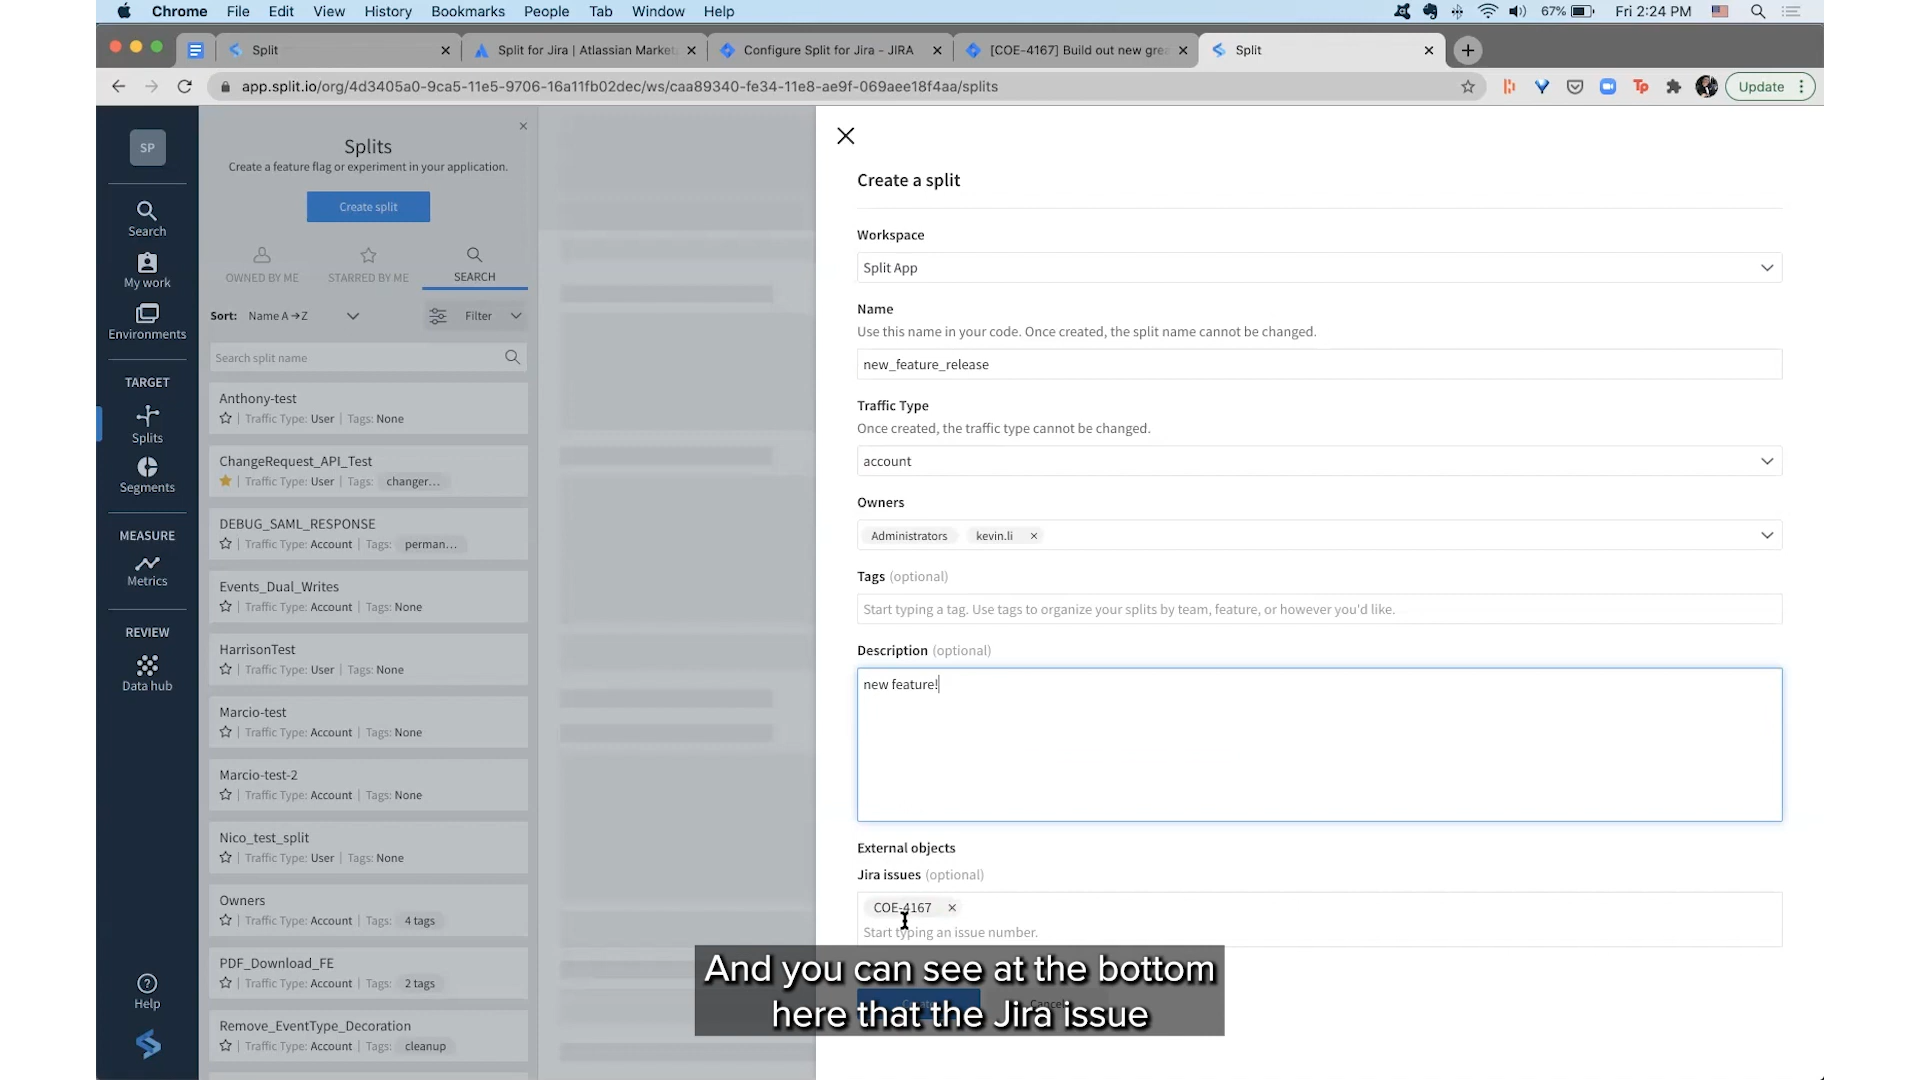 Chrome File Edit View History Bookmarks People Tab Window Help
67% Fri 2:24 PM
Split
Split for Jira | Atlassian Market
Configure Split for Jira - JIRA
[COE-4167] Build out new grea
Split
app.split.io/org/4d3405a0-9ca5-11e5-9706-16a11fb02dec/ws/caa89340-fe34-11e8-ae9f-069aee18f4aa/splits
Tp
Update
SP
Search
My work
Environments
TARGET
Splits
Segments
MEASURE
Metrics
REVIEW
Data hub
Help
Splits
Create a feature flag or experiment in your application.
Create split
OWNED BY ME
STARRED BY ME
SEARCH
Sort: Name A→Z
Filter
Search split name
Anthony-test
Traffic Type: User | Tags: None
ChangeRequest_API_Test
Traffic Type: User | Tags: changer...
DEBUG_SAML_RESPONSE
Traffic Type: Account | Tags: perman...
Events_Dual_Writes
Traffic Type: Account | Tags: None
HarrisonTest
Traffic Type: User | Tags: None
Marcio-test
Traffic Type: Account | Tags: None
Marcio-test-2
Traffic Type: Account | Tags: None
Nico_test_split
Traffic Type: User | Tags: None
Owners
Traffic Type: Account | Tags: 4 tags
PDF_Download_FE
Traffic Type: Account | Tags: 2 tags
Remove_EventType_Decoration
Traffic Type: Account | Tags: cleanup
Create a split
Workspace
Split App
Name
Use this name in your code. Once created, the split name cannot be changed.
new_feature_release
Traffic Type
Once created, the traffic type cannot be changed.
account
Owners
Administrators kevin.li ×
Tags (optional)
Start typing a tag. Use tags to organize your splits by team, feature, or however you'd like.
Description (optional)
new feature!
External objects
Jira issues (optional)
COE-4167 ×
Start typing an issue number.
Create Cancel
And you can see at the bottom
here that the Jira issue